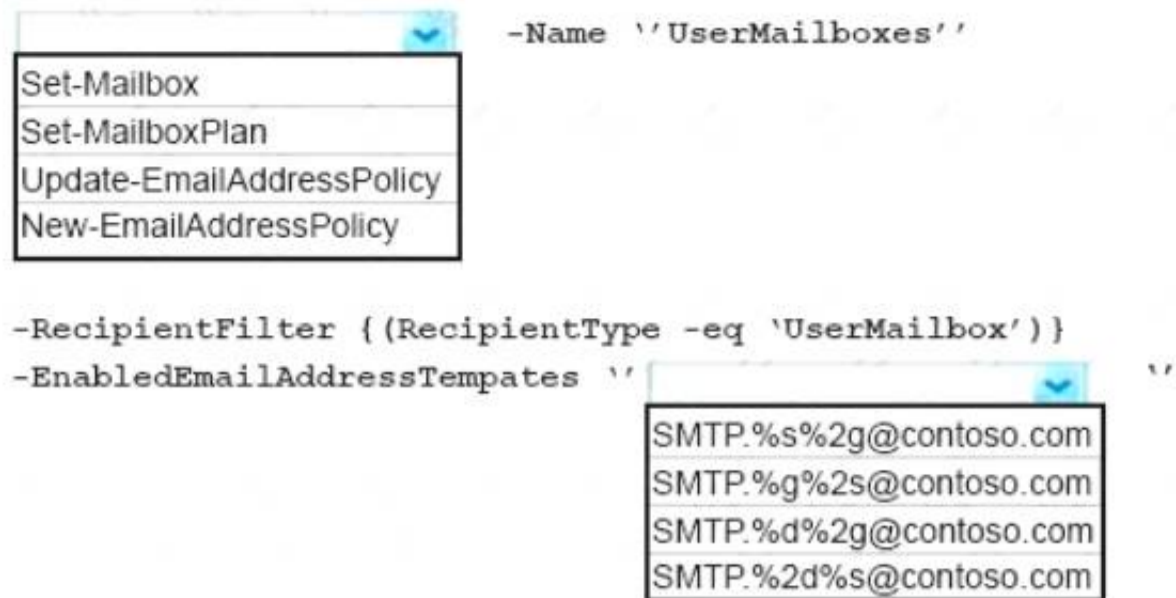 -Name ‘’UserMailboxes’’
Set-Mailbox
Set-MailboxPlan
Update-EmailAddressPolicy
New-EmailAddressPolicy
-RecipientFilter {(RecipientType -eq ‘UserMailbox’)}
-EnabledEmailAddressTempates ‘’ ‘’
SMTP.%s%2g@contoso.com
SMTP.%g%2s@contoso.com
SMTP.%d%2g@contoso.com
SMTP.%2d%s@contoso.com